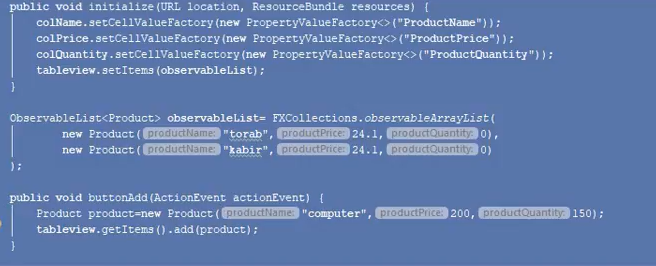 public void initialize(URL location, ResourceBundle resources) {
colName.setCellValueFactory(new PropertyValueFactory<>("ProductName"));
colPrice.setCellValueFactory(new PropertyValueFactory<>("ProductPrice"));
colQuantity.setCellValueFactory(new PropertyValueFactory<>("ProductQuantity"));
tableview.setItems(observableList);
}
ObservableList<Product> observableList= FXCollections.observableArrayList(
new Product( productName: "torab", productPrice: 24.1, productQuantity: 0),
new Product( productName: "kabir", productPrice: 24.1, productQuantity: 0)
);
public void buttonAdd(ActionEvent actionEvent) {
Product product=new Product( productName: "computer", productPrice: 200, productQuantity: 150);
tableview.getItems().add(product);
}